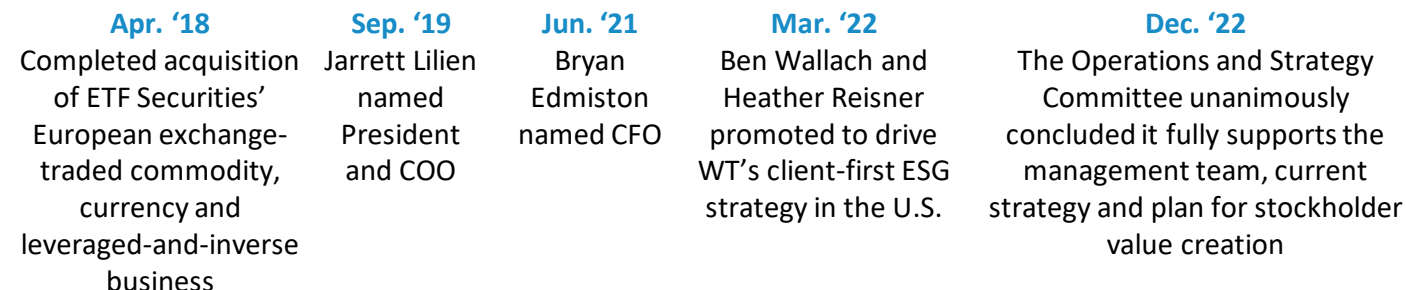 Apr. ‘18
Completed acquisition
of ETF Securities’
European exchange-
traded commodity,
currency and
leveraged-and-inverse
business
Sep. ‘19
Jarrett Lilien
named
President
and COO
Jun. ‘21
Bryan
Edmiston
named CFO
Mar. ‘22
Ben Wallach and
Heather Reisner
promoted to drive
WT’s client-first ESG
strategy in the U.S.
Dec. ‘22
The Operations and Strategy
Committee unanimously
concluded it fully supports the
management team, current
strategy and plan for stockholder
value creation